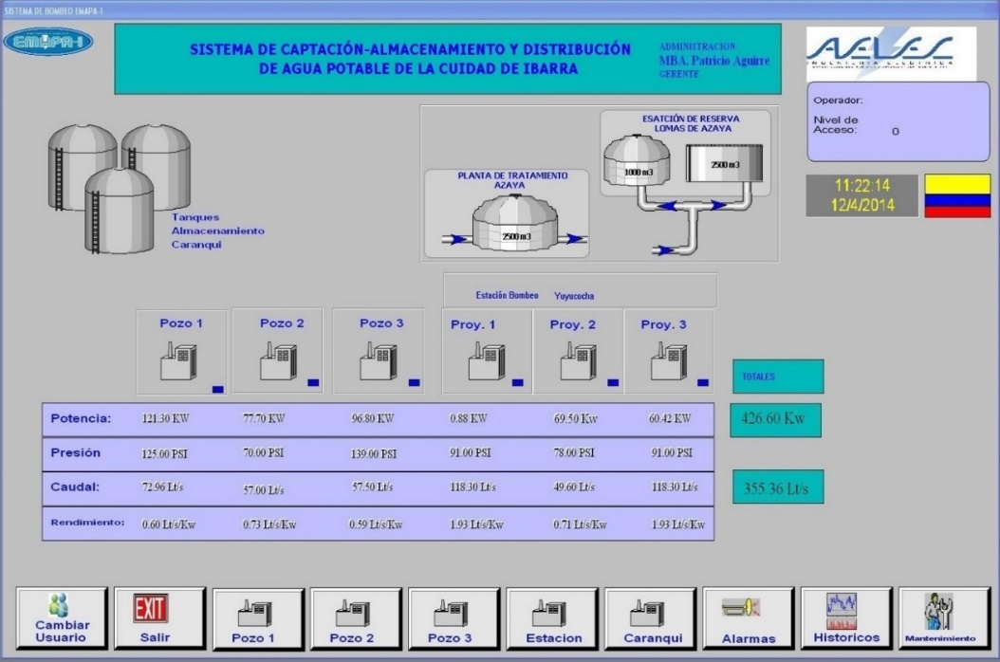 SISTEMA DE BOMBEO EMAPA-I
EMAPA-I
SISTEMA DE CAPTACIÓN-ALMACENAMIENTO Y DISTRIBUCIÓN
DE AGUA POTABLE DE LA CUIDAD DE IBARRA
ADMINISTRACION:
MBA. Patricio Aguirre
GERENTE
AELEC
INGENIERIA ELECTRICA
Operador:
Nivel de
Acceso: 0
11:22:14
12/4/2014
ESATCIÓN DE RESERVA
LOMAS DE AZAYA
1000 m3
2500 m3
PLANTA DE TRATAMIENTO
AZAYA
2500 m3
Tanques
Almacenamiento
Caranqui
Estación Bombeo Yuyucocha
Pozo 1 Pozo 2 Pozo 3 Proy. 1 Proy. 2 Proy. 3
TOTALES
Potencia: 121.30 KW 77.70 KW 96.80 KW 0.88 KW 69.50 Kw 60.42 KW 426.60 Kw
Presión 125.00 PSI 70.00 PSI 139.00 PSI 91.00 PSI 78.00 PSI 91.00 PSI
Caudal: 72.96 Lt/s 57.00 Lt/s 57.50 Lt/s 118.30 Lt/s 49.60 Lt/s 118.30 Lt/s 355.36 Lt/s
Rendimiento: 0.60 Lt/s/Kw 0.73 Lt/s/Kw 0.59 Lt/s/Kw 1.93 Lt/s/Kw 0.71 Lt/s/Kw 1.93 Lt/s/Kw
EXIT
Cambiar
Usuario
Salir
Pozo 1
Pozo 2
Pozo 3
Estacion
Caranqui
Alarmas
Historicos
Mantenimiento